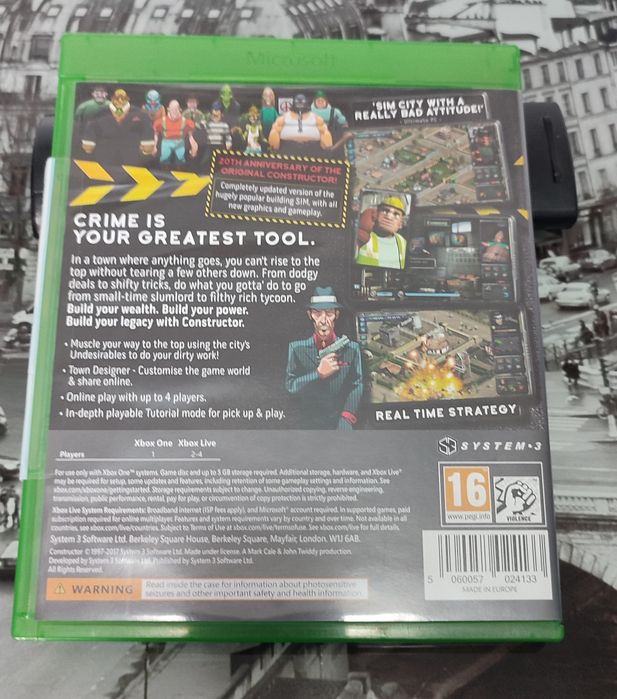 Microsoft
'SIM CITY WITH A
REALLY BAD ATTITUDE!'
20TH ANNIVERSARY OF THE
ORIGINAL CONSTRUCTOR!
Completely updated version of the
hugely popular building SIM, with all
new graphics and gameplay.
CRIME IS
YOUR GREATEST TOOL.
In a town where anything goes, you can't rise to the
top without tearing a few others down. From dodgy
deals to shifty tricks, do what you gotta' do to go
from small-time slumlord to filthy rich tycoon.
Build your wealth. Build your power.
Build your legacy with Constructor.
• Muscle your way to the top using the city's
Undesirables to do your dirty work!
• Town Designer - Customise the game world
& share online.
• Online play with up to 4 players.
• In-depth playable Tutorial mode for pick up & play.
REAL TIME STRATEGY
Xbox One Xbox Live
Players 1 2-4
SYSTEM•3
For use only with Xbox One™ systems. Game disc and up to 5 GB storage required. Additional storage, hardware, and Xbox Live®
may be required for setup, some updates and features, including retention of some gameplay settings and information. See
xbox.com/xboxone/gettingstarted. Storage requirements subject to change. Unauthorized copying, reverse engineering,
transmission, public performance, rental, pay for play, or circumvention of copy protection is strictly prohibited.
Xbox Live System Requirements: Broadband internet (ISP fees apply), and Microsoft® account required. In supported games, paid
subscription required for online multiplayer. Features and system requirements vary by country and over time. Not available in all
countries, see xbox.com/live/countries. Subject to Terms of Use at xbox.com/live/termsofuse. See xbox.com/live for full details.
System 3 Software Ltd. Berkeley Square House, Berkeley Square, Mayfair, London. W1J 6AB.
Constructor © 1997-2017 System 3 Software Ltd. Made under license. A Mark Cale & John Twiddy production.
Developed by System 3 Software Ltd. Published by System 3 Software Ltd.
All Rights Reserved.
16
www.pegi.info
VIOLENCE
5 060057 024133
MADE IN EUROPE
WARNING
Read inside the case for information about photosensitive
seizures and other important safety and health information.